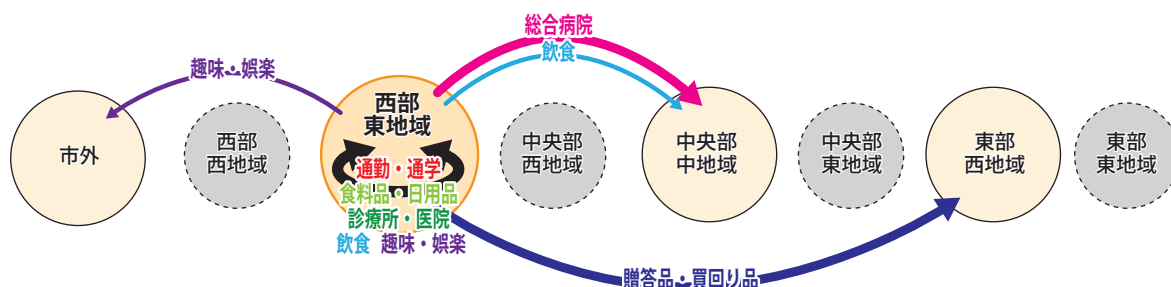 総合病院
飲食
趣味・娯楽
市外
西部
西地域
西部
東地域
通勤・通学
食料品・日用品
診療所・医院
飲食 趣味・娯楽
中央部
西地域
中央部
中地域
中央部
東地域
東部
西地域
東部
東地域
贈答品・買回り品